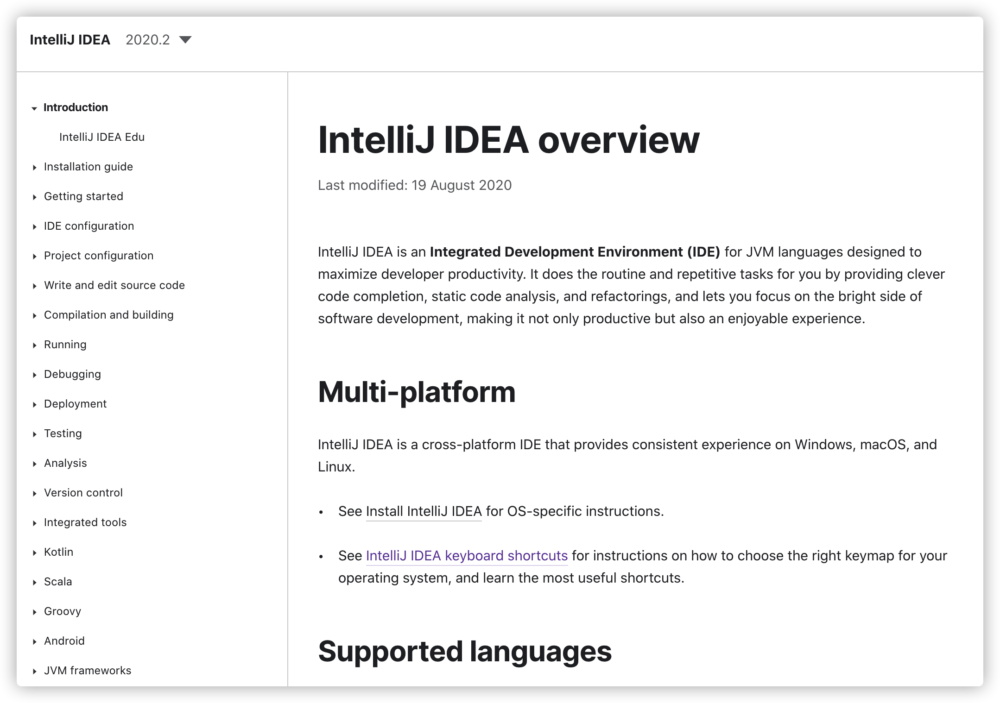 IntelliJ IDEA 2020.2
Introduction
IntelliJ IDEA Edu
Installation guide
Getting started
IDE configuration
Project configuration
Write and edit source code
Compilation and building
Running
Debugging
Deployment
Testing
Analysis
Version control
Integrated tools
Kotlin
Scala
Groovy
Android
JVM frameworks
IntelliJ IDEA overview
Last modified: 19 August 2020
IntelliJ IDEA is an Integrated Development Environment (IDE) for JVM languages designed to
maximize developer productivity. It does the routine and repetitive tasks for you by providing clever
code completion, static code analysis, and refactorings, and lets you focus on the bright side of
software development, making it not only productive but also an enjoyable experience.
Multi-platform
IntelliJ IDEA is a cross-platform IDE that provides consistent experience on Windows, macOS, and
Linux.
• See Install IntelliJ IDEA for OS-specific instructions.
• See IntelliJ IDEA keyboard shortcuts for instructions on how to choose the right keymap for your
operating system, and learn the most useful shortcuts.
Supported languages